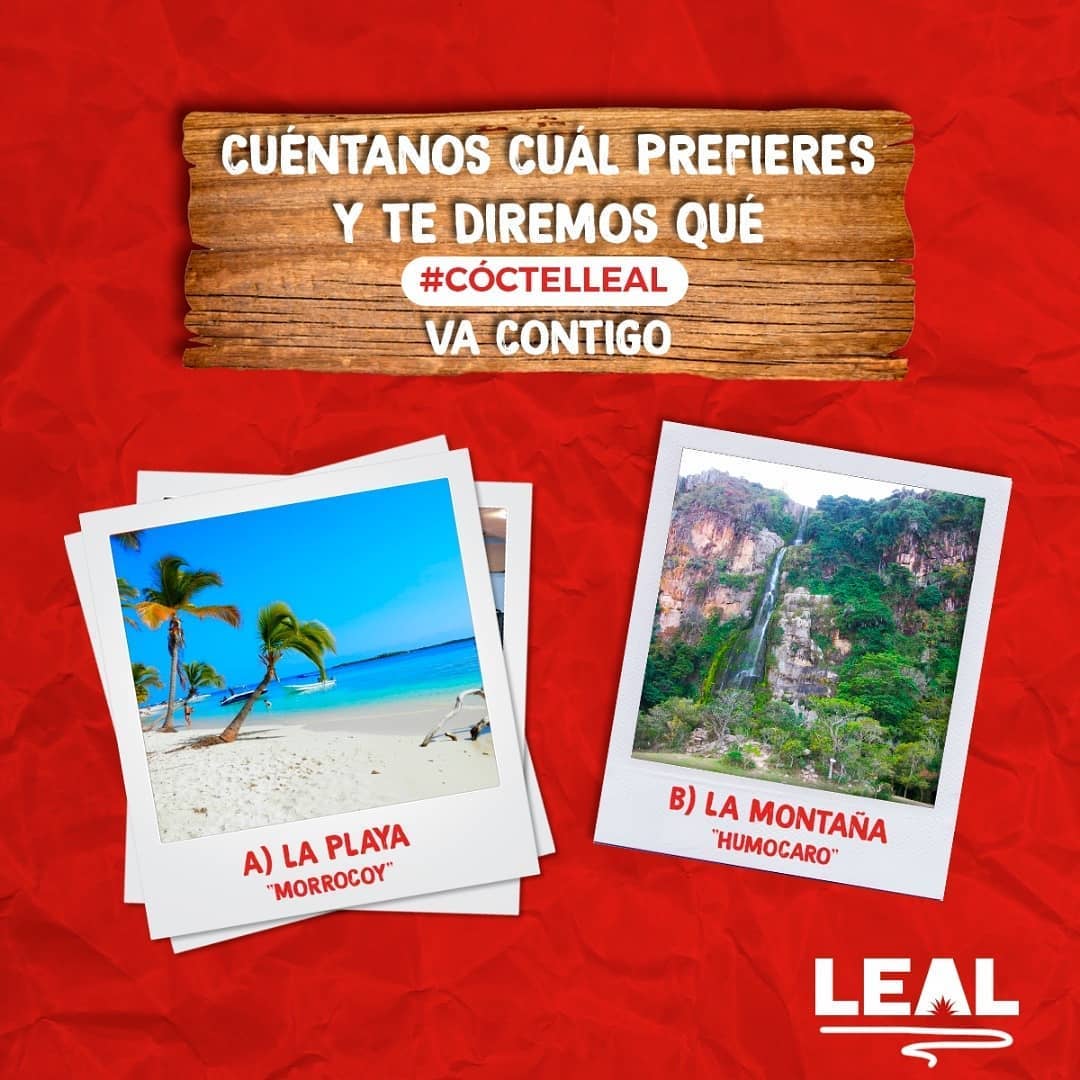 CUÉNTANOS CUÁL PREFIERES
Y TE DIREMOS QUÉ
#CÓCTELLEAL
VA CONTIGO
A) LA PLAYA
"MORROCOY"
B) LA MONTAÑA
"HUMOCARO"
LEAL